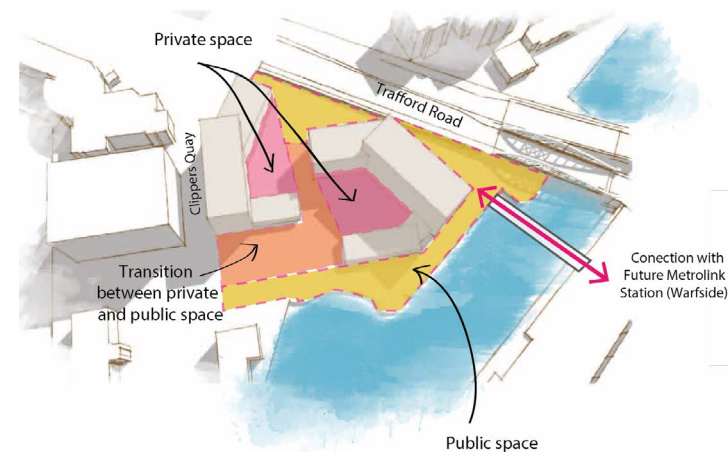 Private space
Trafford Road
Clippers Quay
Transition
between private
and public space
Conection with
Future Metrolink
Station (Warfside)
Public space